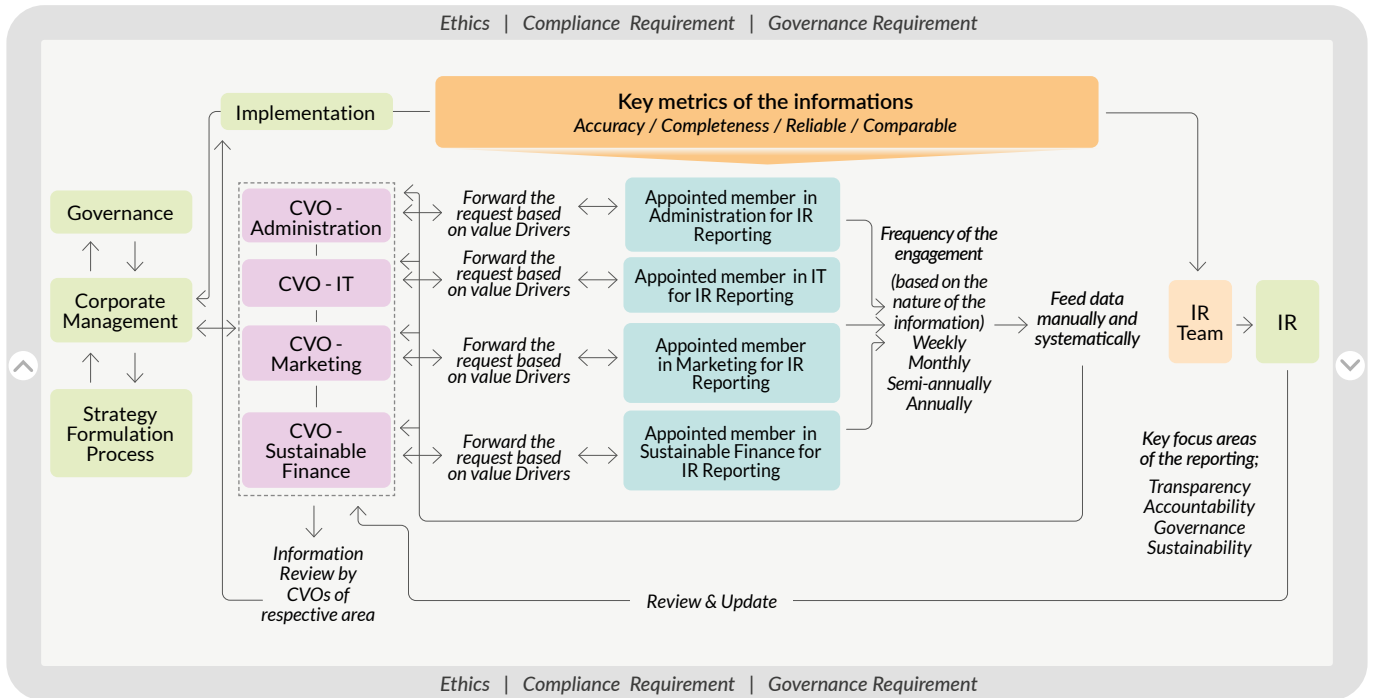 Ethics | Compliance Requirement | Governance Requirement
Implementation
Key metrics of the informations
Accuracy / Completeness / Reliable / Comparable
Governance
Corporate
Management
Strategy
Formulation
Process
CVO -
Administration
CVO - IT
CVO -
Marketing
CVO -
Sustainable
Finance
Forward the
request based
on value Drivers
Forward the
request based
on value Drivers
Forward the
request based
on value Drivers
Forward the
request based
on value Drivers
Appointed member in
Administration for IR
Reporting
Appointed member in IT
for IR Reporting
Appointed member
in Marketing for IR
Reporting
Appointed member in
Sustainable Finance for
IR Reporting
Frequency of the
engagement
(based on the
nature of the
information)
Weekly
Monthly
Semi-annually
Annually
Feed data
manually and
systematically
IR
Team
IR
Key focus areas
of the reporting;
Transparency
Accountability
Governance
Sustainability
Information
Review by
CVOs of
respective area
Review & Update
Ethics | Compliance Requirement | Governance Requirement